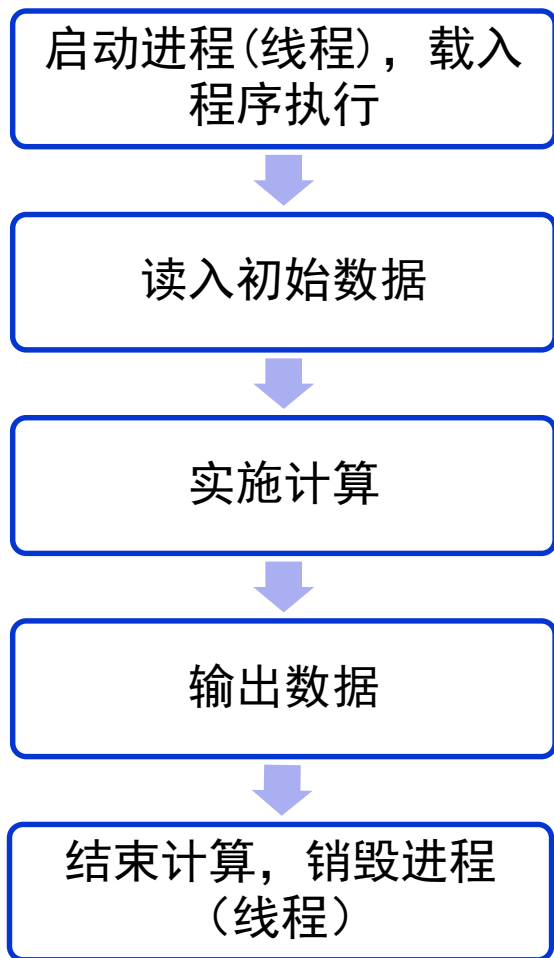 启动进程(线程)，载入
程序执行
读入初始数据
实施计算
输出数据
结束计算，销毁进程
（线程）